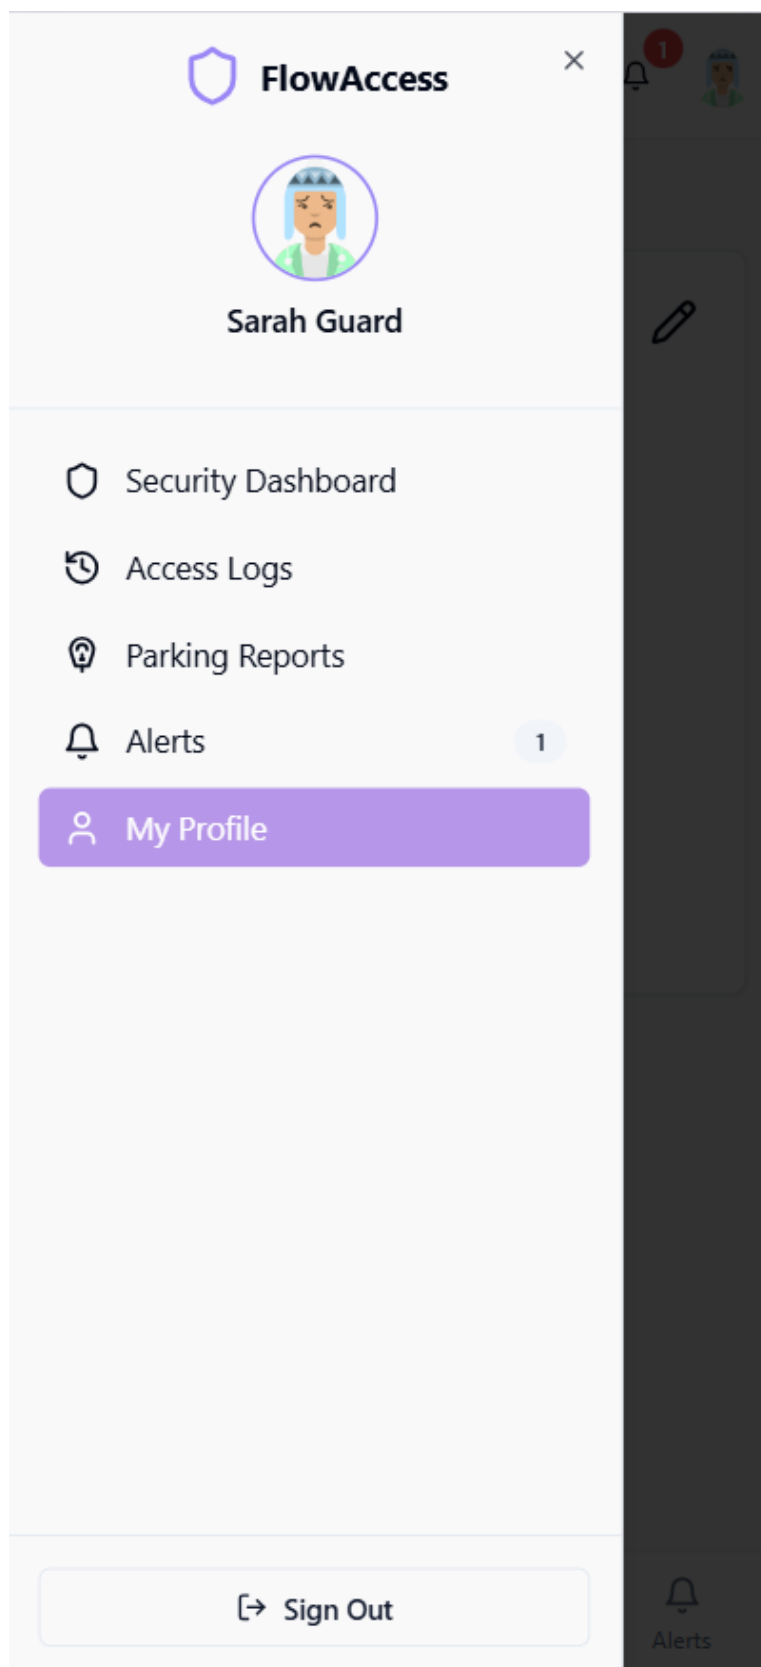 FlowAccess
1
Sarah Guard
Security Dashboard
Access Logs
Parking Reports
Alerts 1
My Profile
Sign Out
Alerts